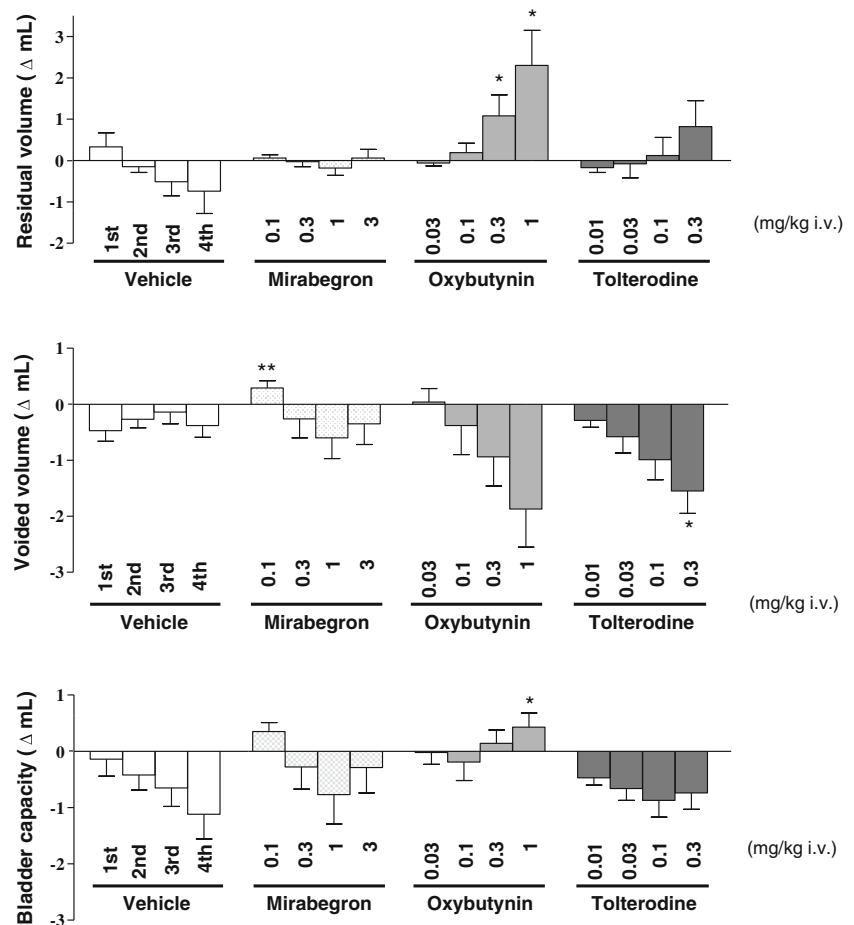 Residual volume (Δ mL)
3
2
1
0
-1
-2
*
*
1st 2nd 3rd 4th 0.1 0.3 1 3 0.03 0.1 0.3 1 0.01 0.03 0.1 0.3 (mg/kg i.v.)
Vehicle Mirabegron Oxybutynin Tolterodine
Voided volume (Δ mL)
1
0
-1
-2
-3
**
*
1st 2nd 3rd 4th 0.1 0.3 1 3 0.03 0.1 0.3 1 0.01 0.03 0.1 0.3
Vehicle Mirabegron Oxybutynin Tolterodine (mg/kg i.v.)
Bladder capacity (Δ mL)
1
0
-1
-2
-3
*
1st 2nd 3rd 4th 0.1 0.3 1 3 0.03 0.1 0.3 1 0.01 0.03 0.1 0.3 (mg/kg i.v.)
Vehicle Mirabegron Oxybutynin Tolterodine